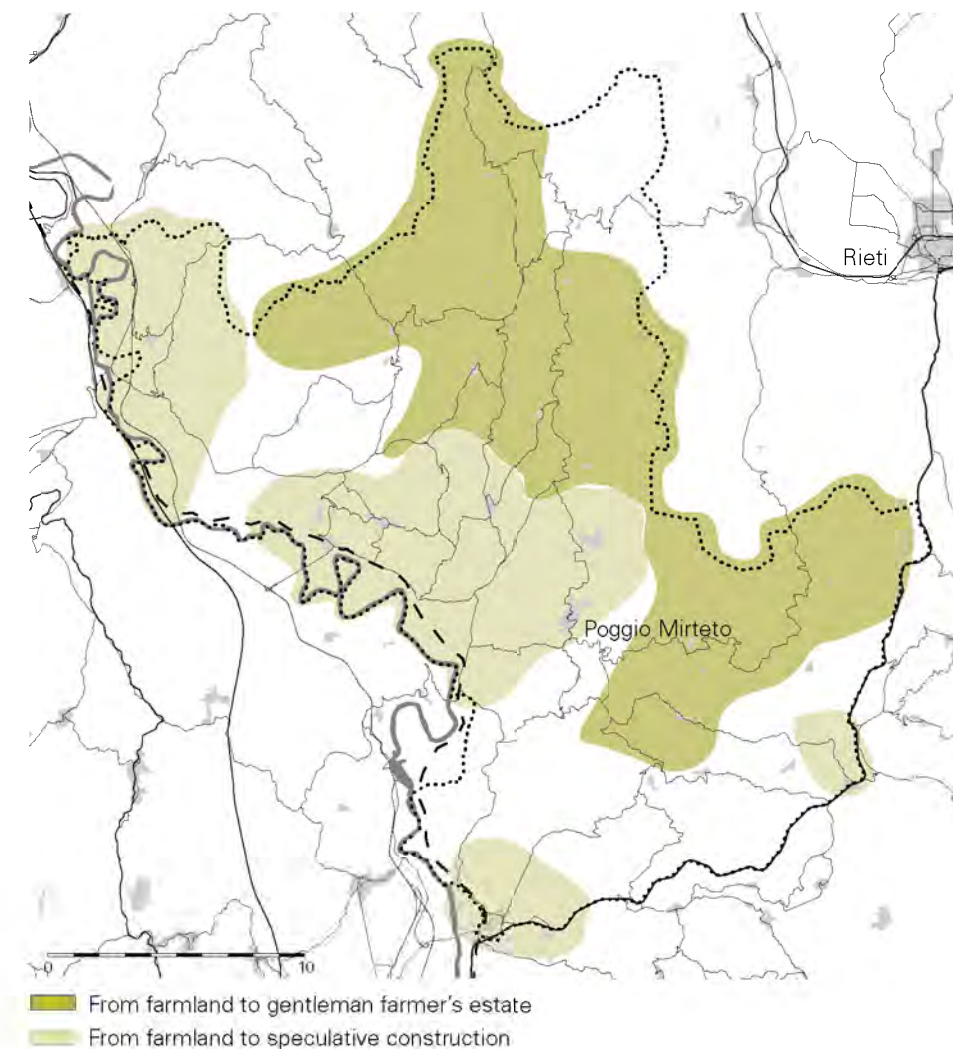 Rieti
Poggio Mirteto
0 10
From farmland to gentleman farmer's estate
From farmland to speculative construction